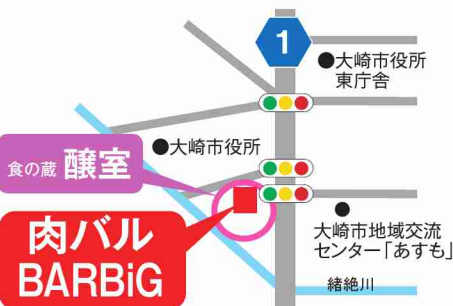 1
●大崎市役所
東庁舎
●大崎市役所
食の蔵 醸室
肉バル
BARBiG
●
大崎市地域交流
センター「あすも」
緒絶川